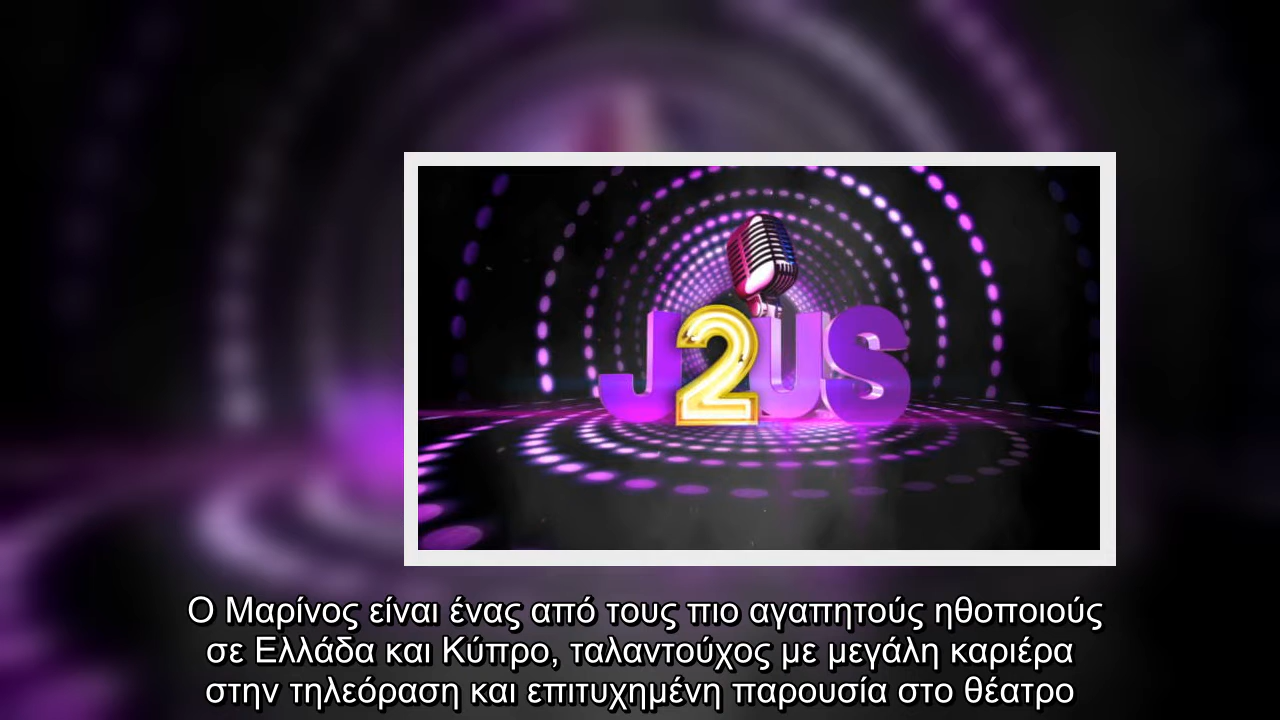 J2US
Ο Μαρίνος είναι ένας από τους πιο αγαπητούς ηθοποιούς
σε Ελλάδα και Κύπρο, ταλαντούχος με μεγάλη καριέρα
στην τηλεόραση και επιτυχημένη παρουσία στο θέατρο